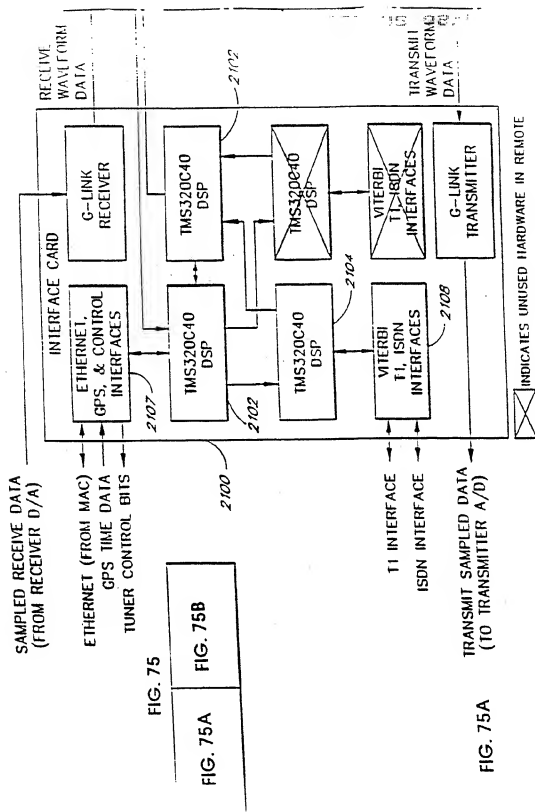 SAMPLED RECEIVE DATA
(FROM RECEIVER D/A)
ETHERNET (FROM MAC)
GPS TIME DATA
TUNER CONTROL BITS
T1 INTERFACE
ISDN INTERFACE
TRANSMIT SAMPLED DATA
(TO TRANSMITTER A/D)
2100
INTERFACE CARD
ETHERNET,
GPS, & CONTROL
INTERFACES
2107
TMS320C40
DSP
2102
TMS320C40
DSP
2104
VITERBI
T1, ISDN
INTERFACES
2108
G-LINK
RECEIVER
TMS320C40
DSP
2102
TMS320C40
DSP
VITERBI
T1, ISDN
INTERFACES
G-LINK
TRANSMITTER
RECEIVE
WAVEFORM
DATA
TRANSMIT
WAVEFORM
DATA
INDICATES UNUSED HARDWARE IN REMOTE
FIG. 75
FIG. 75A
FIG. 75B
FIG. 75A